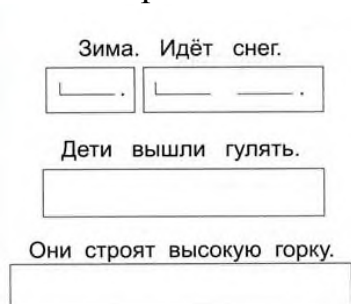 Зима. Идёт снег.
Дети вышли гулять.
Они строят высокую горку.